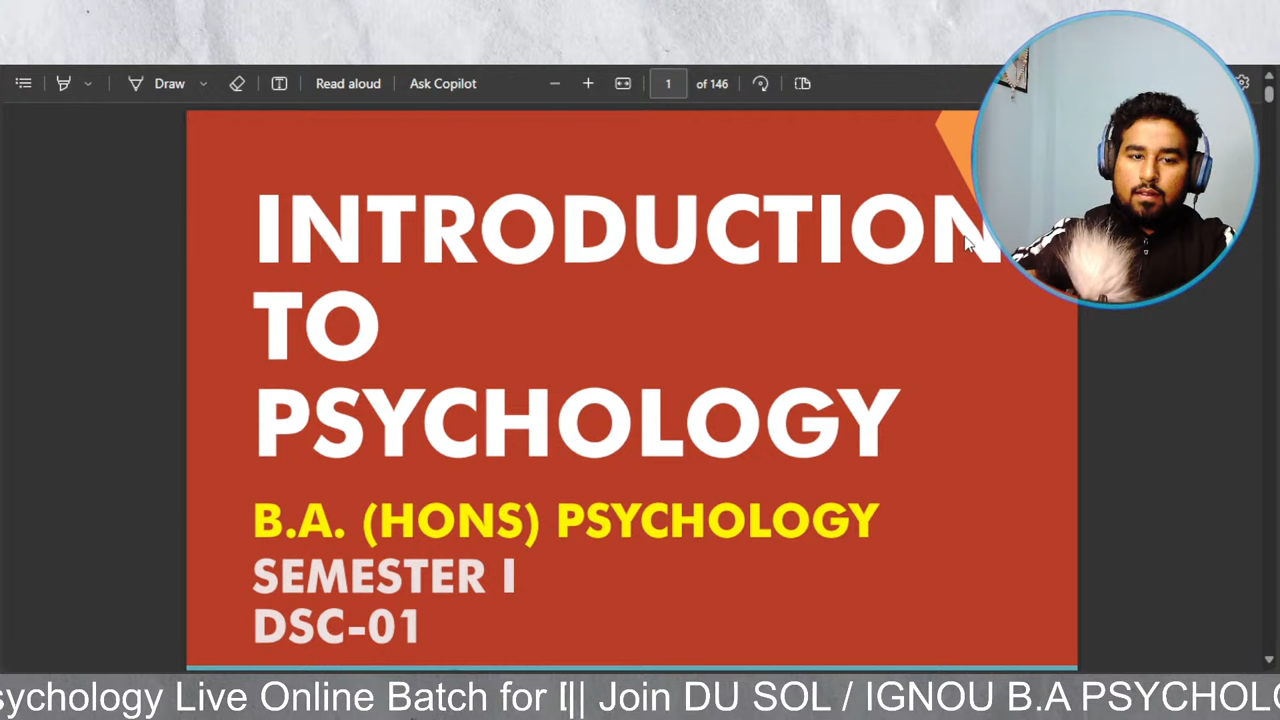 Draw
Read aloud
Ask Copilot
1 of 146
INTRODUCTION
TO
PSYCHOLOGY
B.A. (HONS) PSYCHOLOGY
SEMESTER I
DSC-01
sychology Live Online Batch for [|| Join DU SOL / IGNOU B.A PSYCHOLO